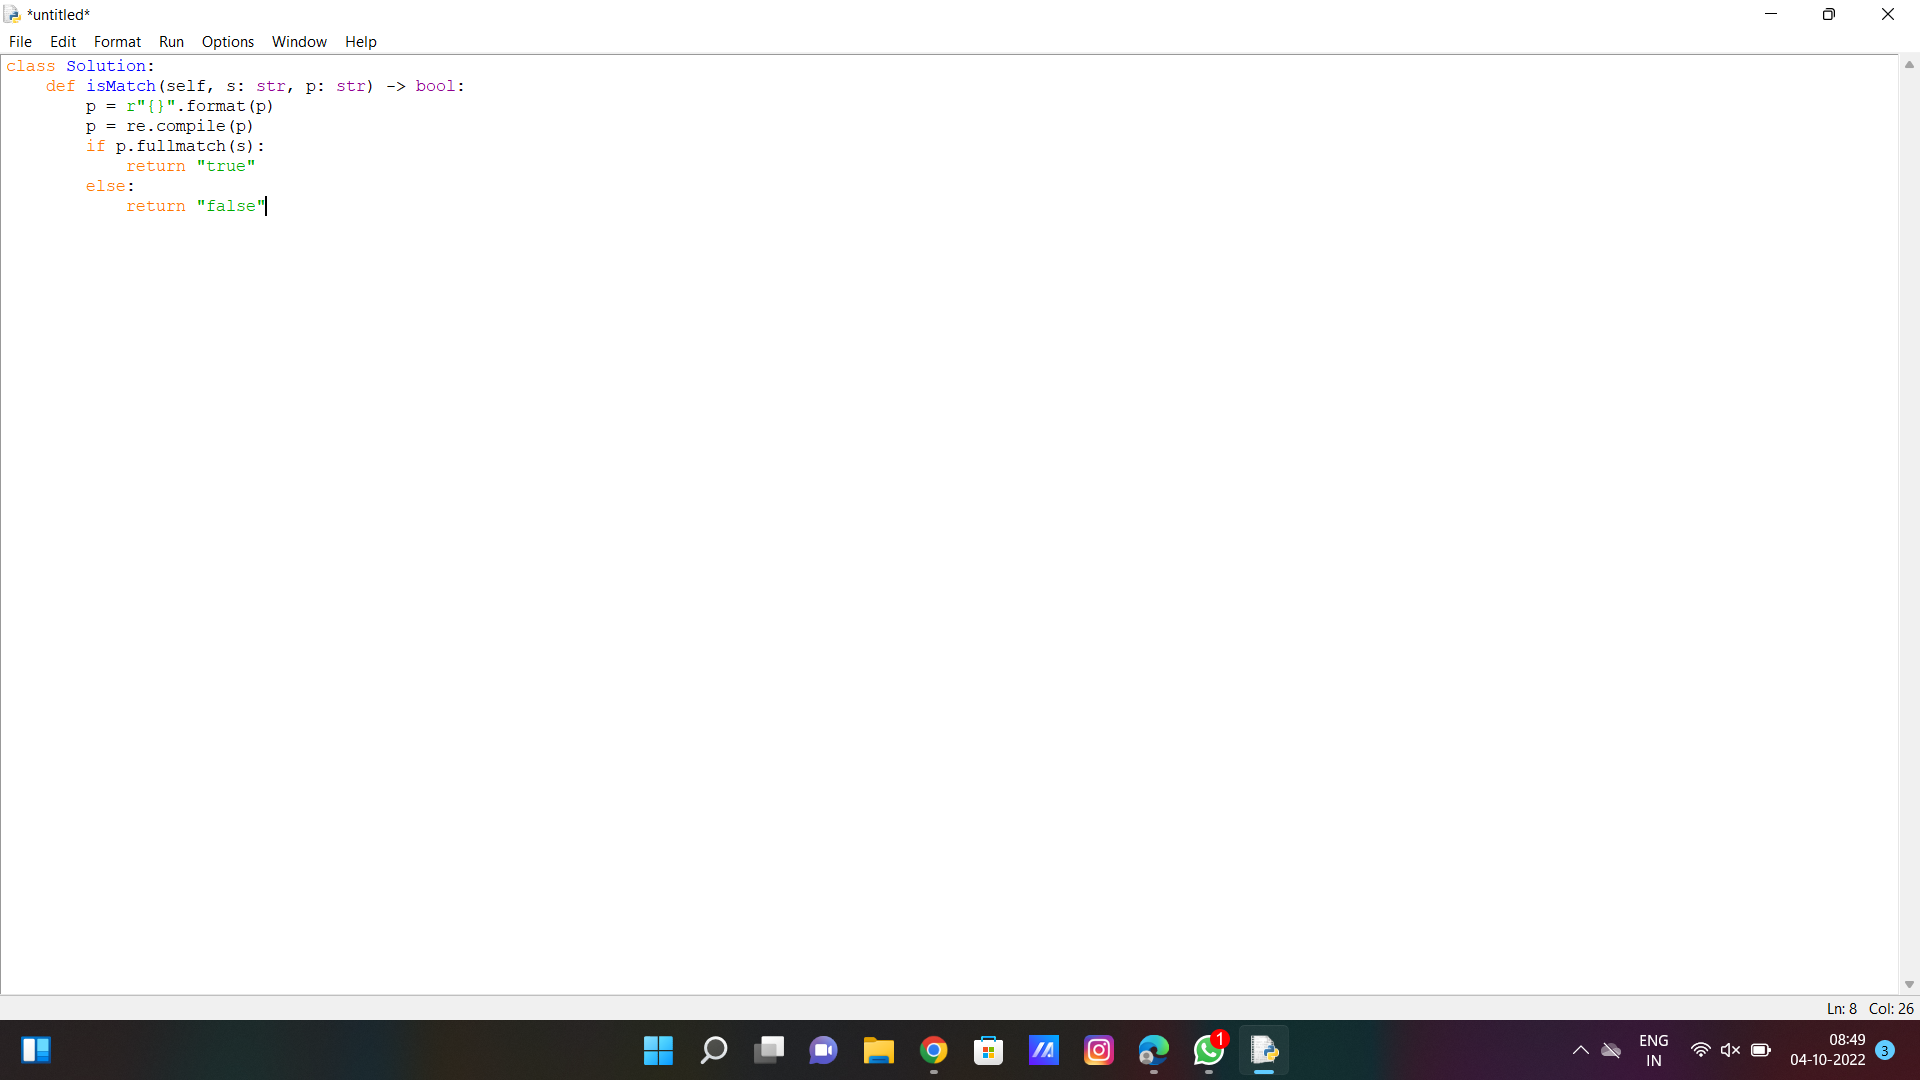 *untitled*
File Edit Format Run Options Window Help
class Solution:
    def isMatch(self, s: str, p: str) -> bool:
        p = r"{}".format(p)
        p = re.compile(p)
        if p.fullmatch(s):
            return "true"
        else:
            return "false"
Ln: 8 Col: 26
1
ENG
IN
08:49
04-10-2022
3